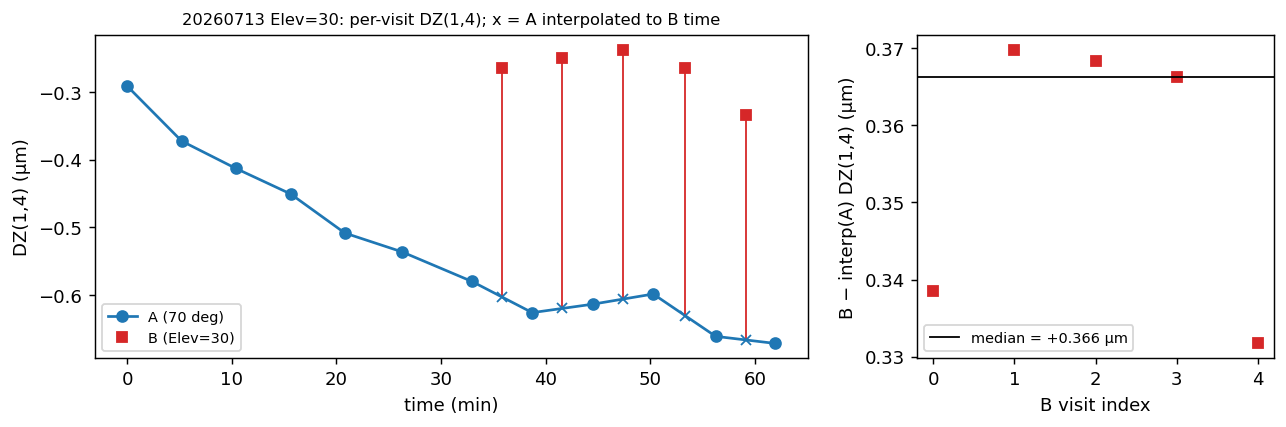 20260713 Elev=30: per-visit DZ(1,4); x = A interpolated to B time
DZ(1,4) (μm)
−0.3
−0.4
−0.5
−0.6
A (70 deg)
B (Elev=30)
0 10 20 30 40 50 60
time (min)
B − interp(A) DZ(1,4) (μm)
0.37
0.36
0.35
0.34
0.33
median = +0.366 μm
0 1 2 3 4
B visit index